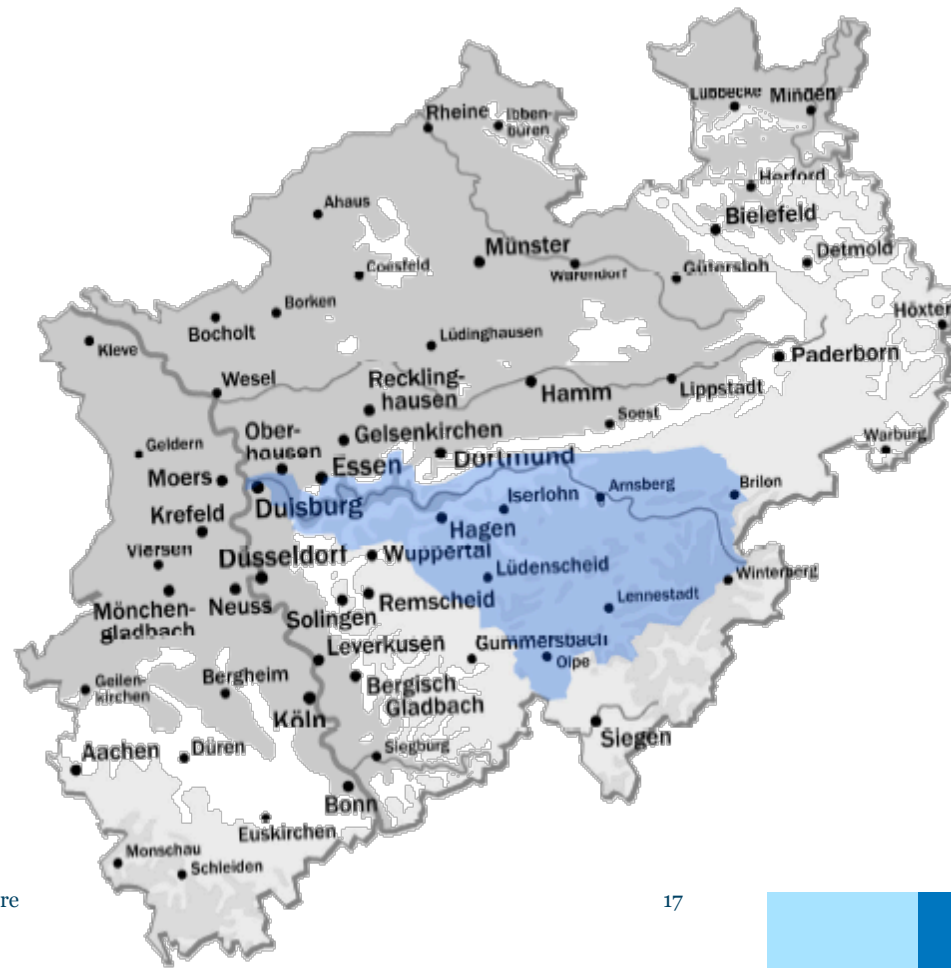 Lübbecke
Minden
Rheine
Ibben-
büren
Herford
Ahaus
Bielefeld
Münster
Detmold
Coesfeld
Warendorf
Gütersloh
Borken
Höxter
Bocholt
Lüdinghausen
Kleve
Paderborn
Wesel
Reckling-
hausen
Hamm
Lippstadt
Soest
Ober-
hausen
Gelsenkirchen
Geldern
Warburg
Dortmund
Essen
Moers
Brilon
Arnsberg
Iserlohn
Duisburg
Krefeld
Hagen
Viersen
Düsseldorf
Wuppertal
Lüdenscheid
Winterberg
Mönchen-
gladbach
Neuss
Remscheid
Lennestadt
Solingen
Leverkusen
Gummersbach
Olpe
Geilen-
kirchen
Bergheim
Bergisch
Gladbach
Köln
Siegen
Aachen
Düren
Siegburg
Bonn
Euskirchen
Monschau
Schleiden
re
17